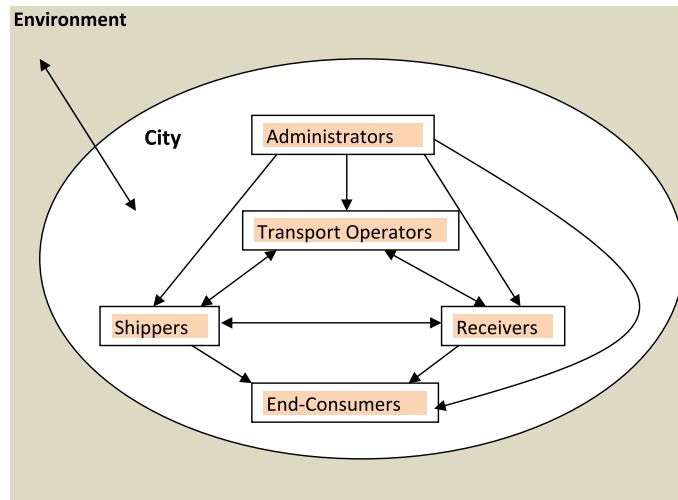 Environment
City
Administrators
Transport Operators
Shippers
Receivers
End-Consumers